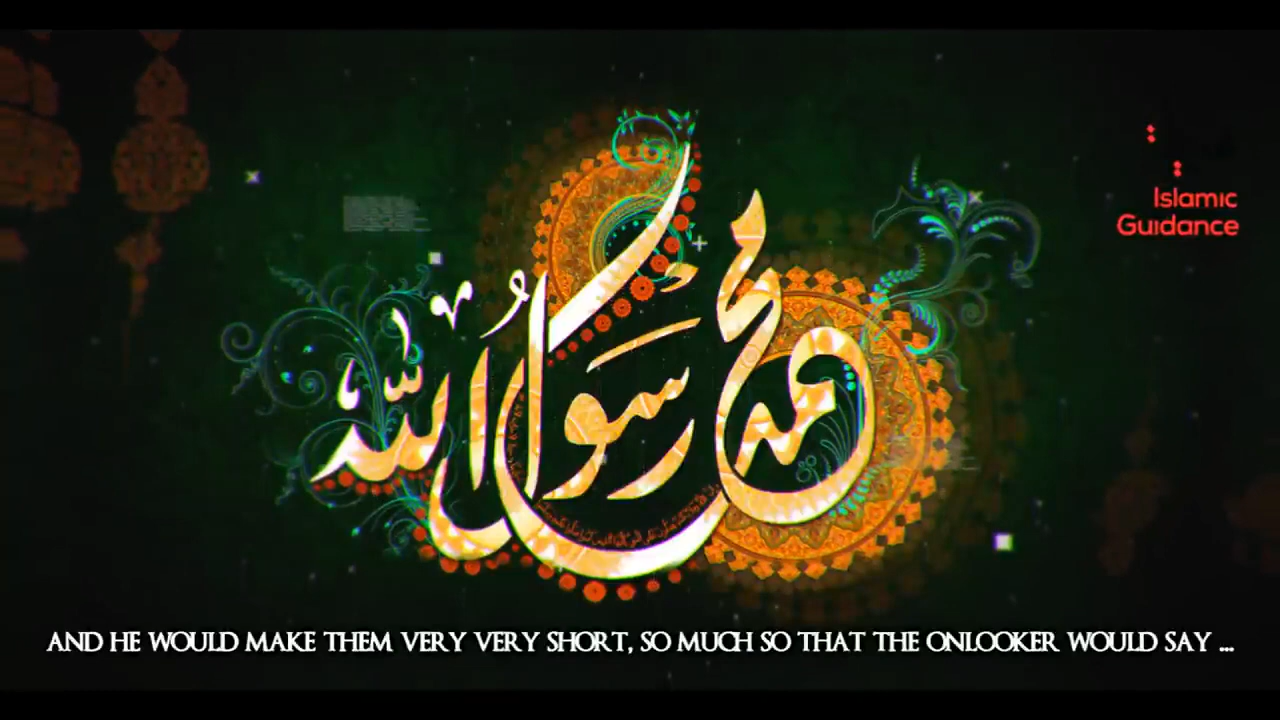 محمد رسول الله
Islamic
Guidance
AND HE WOULD MAKE THEM VERY VERY SHORT, SO MUCH SO THAT THE ONLOOKER WOULD SAY ...